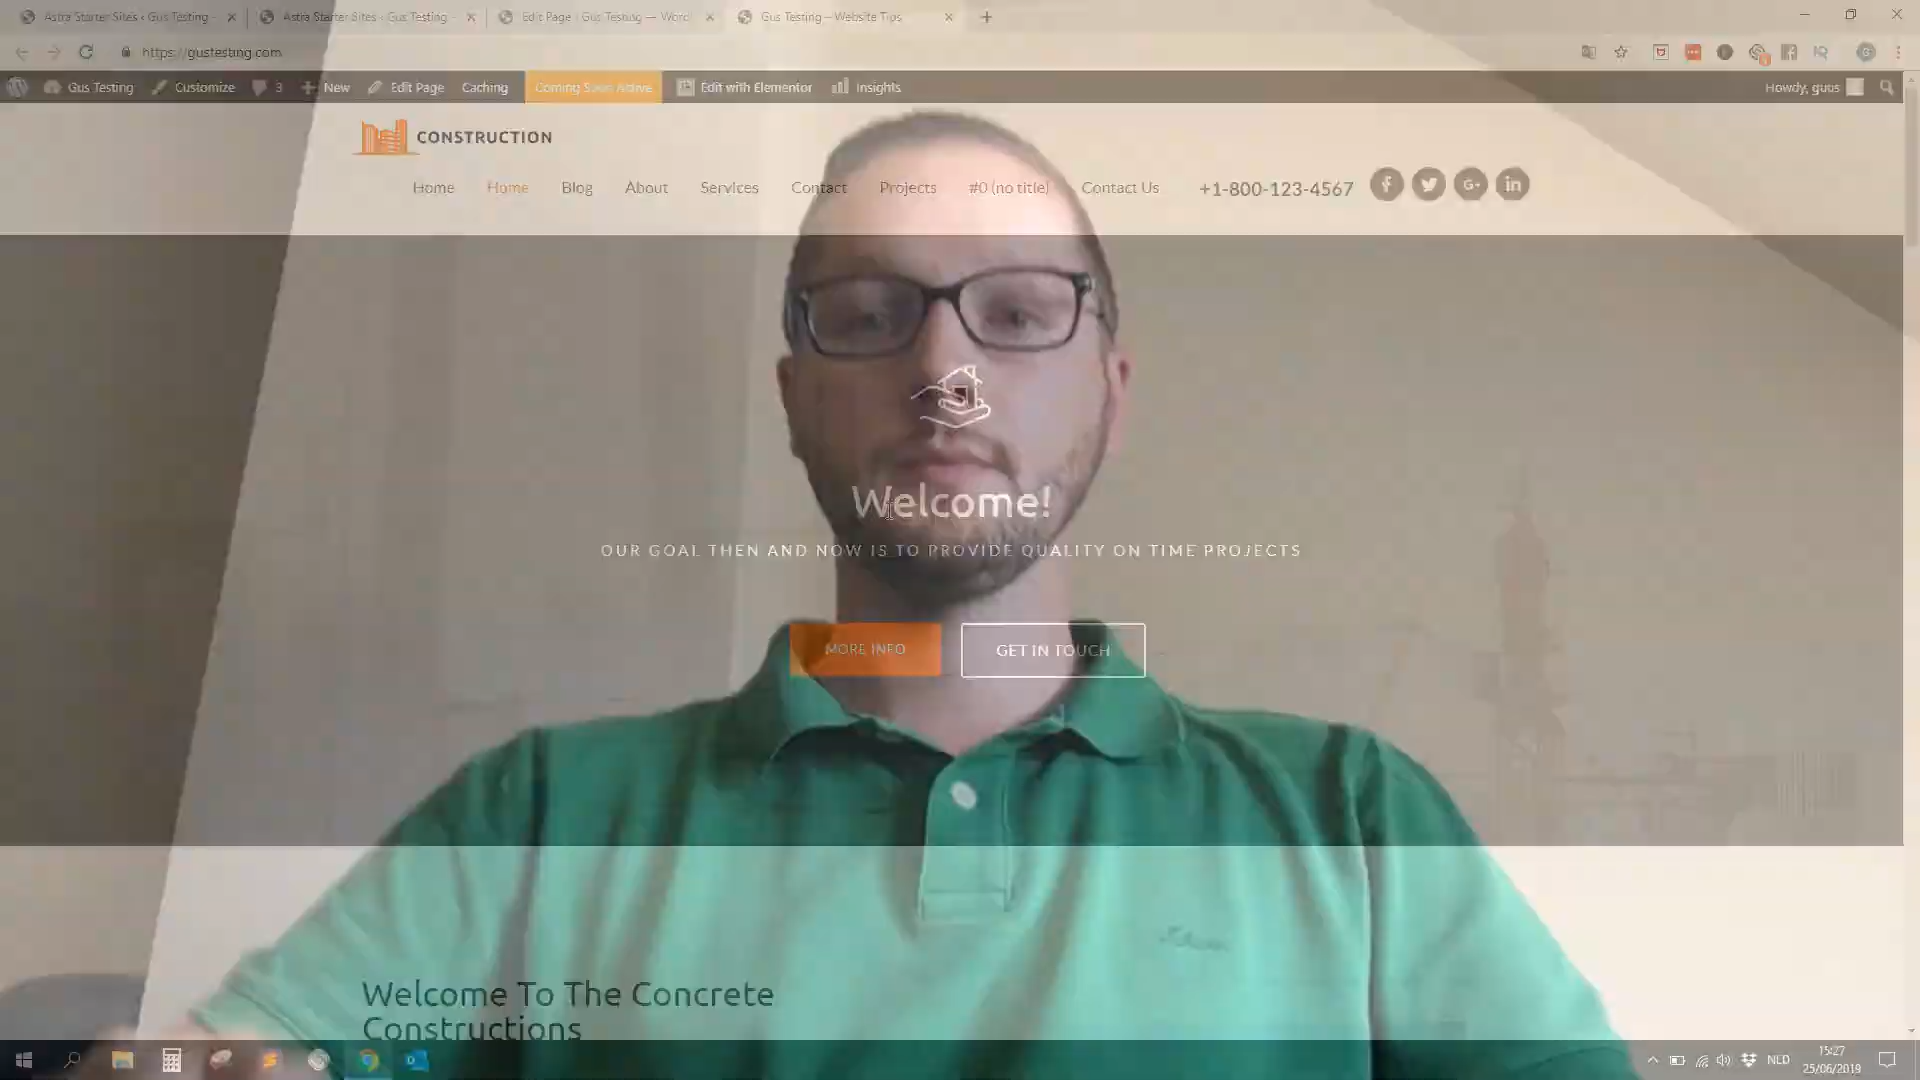 Astra Starter Sites ‹ Gus Testing
Astra Starter Sites ‹ Gus Testing
Edit Page ‹ Gus Testing — Word
Gus Testing – Website Tips
https://gustesting.com
Gus Testing
Customize
3
New
Edit Page
Caching
Coming Soon Active
Edit with Elementor
Insights
Howdy, guus
CONSTRUCTION
Home
Home
Blog
About
Services
Contact
Projects
#0 (no title)
Contact Us
+1-800-123-4567
Welcome!
OUR GOAL THEN AND NOW IS TO PROVIDE QUALITY ON TIME PROJECTS
MORE INFO
GET IN TOUCH
Welcome To The Concrete
Constructions
NLD
15:27
25/06/2019